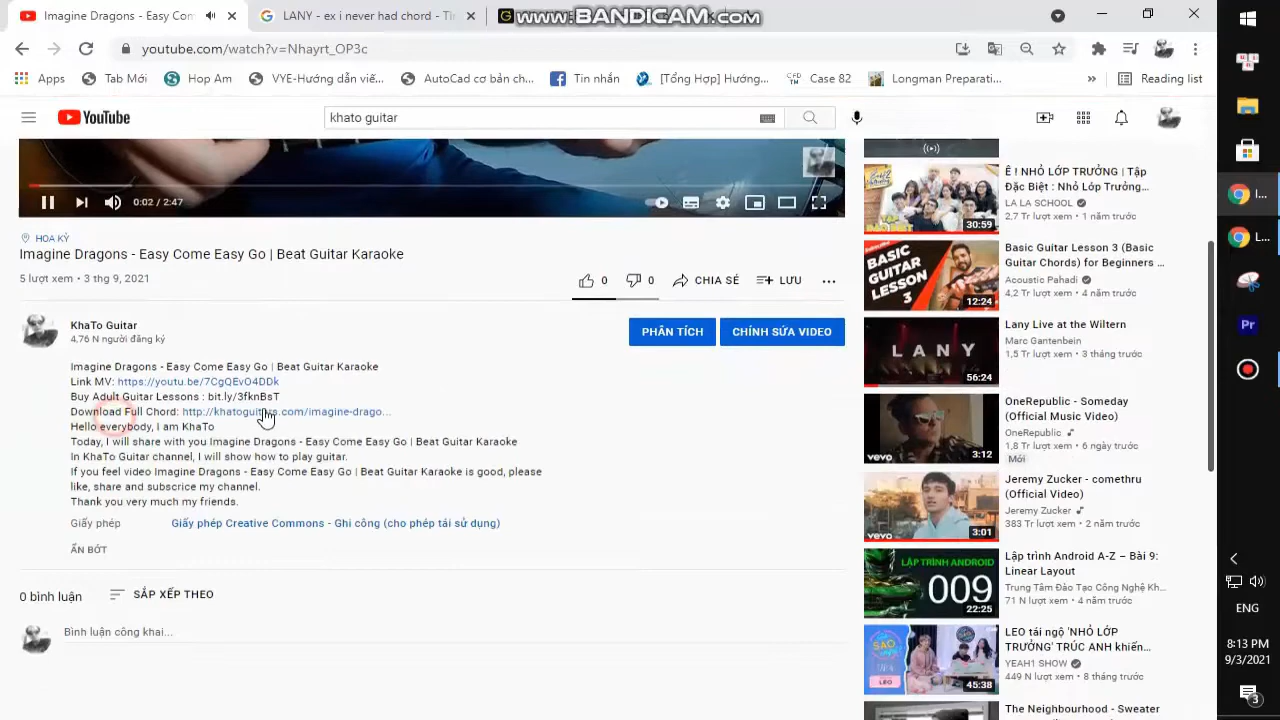 Imagine Dragons - Easy Com
LANY - ex i never had chord - Tì
www.BANDICAM.com
youtube.com/watch?v=Nhayrt_OP3c
Apps
Tab Mới
Hop Am
VYE-Hướng dẫn viế...
AutoCad cơ bản ch...
Tin nhắn
[Tổng Hợp] Hướng...
Case 82
Longman Preparati...
»
Reading list
YouTube
khato guitar
0:02 / 2:47
HOA KỲ
Imagine Dragons - Easy Come Easy Go | Beat Guitar Karaoke
5 lượt xem • 3 thg 9, 2021
0
0
CHIA SẺ
LƯU
KhaTo Guitar
4,76 N người đăng ký
PHÂN TÍCH
CHỈNH SỬA VIDEO
Imagine Dragons - Easy Come Easy Go | Beat Guitar Karaoke
Link MV: https://youtu.be/7CgQEvO4DDk
Buy Adult Guitar Lessons : bit.ly/3fknBsT
Download Full Chord: http://khatoguitar.com/imagine-drago...
Hello everybody, I am KhaTo
Today, I will share with you Imagine Dragons - Easy Come Easy Go | Beat Guitar Karaoke
In KhaTo Guitar channel, I will show how to play guitar.
If you feel video Imagine Dragons - Easy Come Easy Go | Beat Guitar Karaoke is good, please
like, share and subscrice my channel.
Thank you very much my friends.
Giấy phép
Giấy phép Creative Commons - Ghi công (cho phép tái sử dụng)
ẨN BỚT
0 bình luận
SẮP XẾP THEO
Bình luận công khai...
30:59
Ê ! NHỎ LỚP TRƯỞNG | Tập
Đặc Biệt : Nhỏ Lớp Trưởng...
LA LA SCHOOL
2,7 Tr lượt xem • 1 năm trước
BASIC
GUITAR
LESSON
3
12:24
Basic Guitar Lesson 3 (Basic
Guitar Chords) for Beginners ...
Acoustic Pahadi
4,2 Tr lượt xem • 4 năm trước
LANY
56:24
Lany Live at the Wiltern
Marc Gantenbein
1,5 Tr lượt xem • 3 tháng trước
3:12
OneRepublic - Someday
(Official Music Video)
OneRepublic
1,8 Tr lượt xem • 6 ngày trước
Mới
vevo
3:01
Jeremy Zucker - comethru
(Official Video)
Jeremy Zucker
383 Tr lượt xem • 2 năm trước
LẬP TRÌNH ANDROID
009
22:25
Lập trình Android A-Z – Bài 9:
Linear Layout
Trung Tâm Đào Tạo Công Nghệ Kh...
71 N lượt xem • 4 năm trước
SAO
LEO
45:38
LEO tái ngộ 'NHỎ LỚP
TRƯỞNG' TRÚC ANH khiến...
YEAH1 SHOW
449 N lượt xem • 8 tháng trước
The Neighbourhood - Sweater
I...
L...
Pr
ENG
8:13 PM
9/3/2021
3